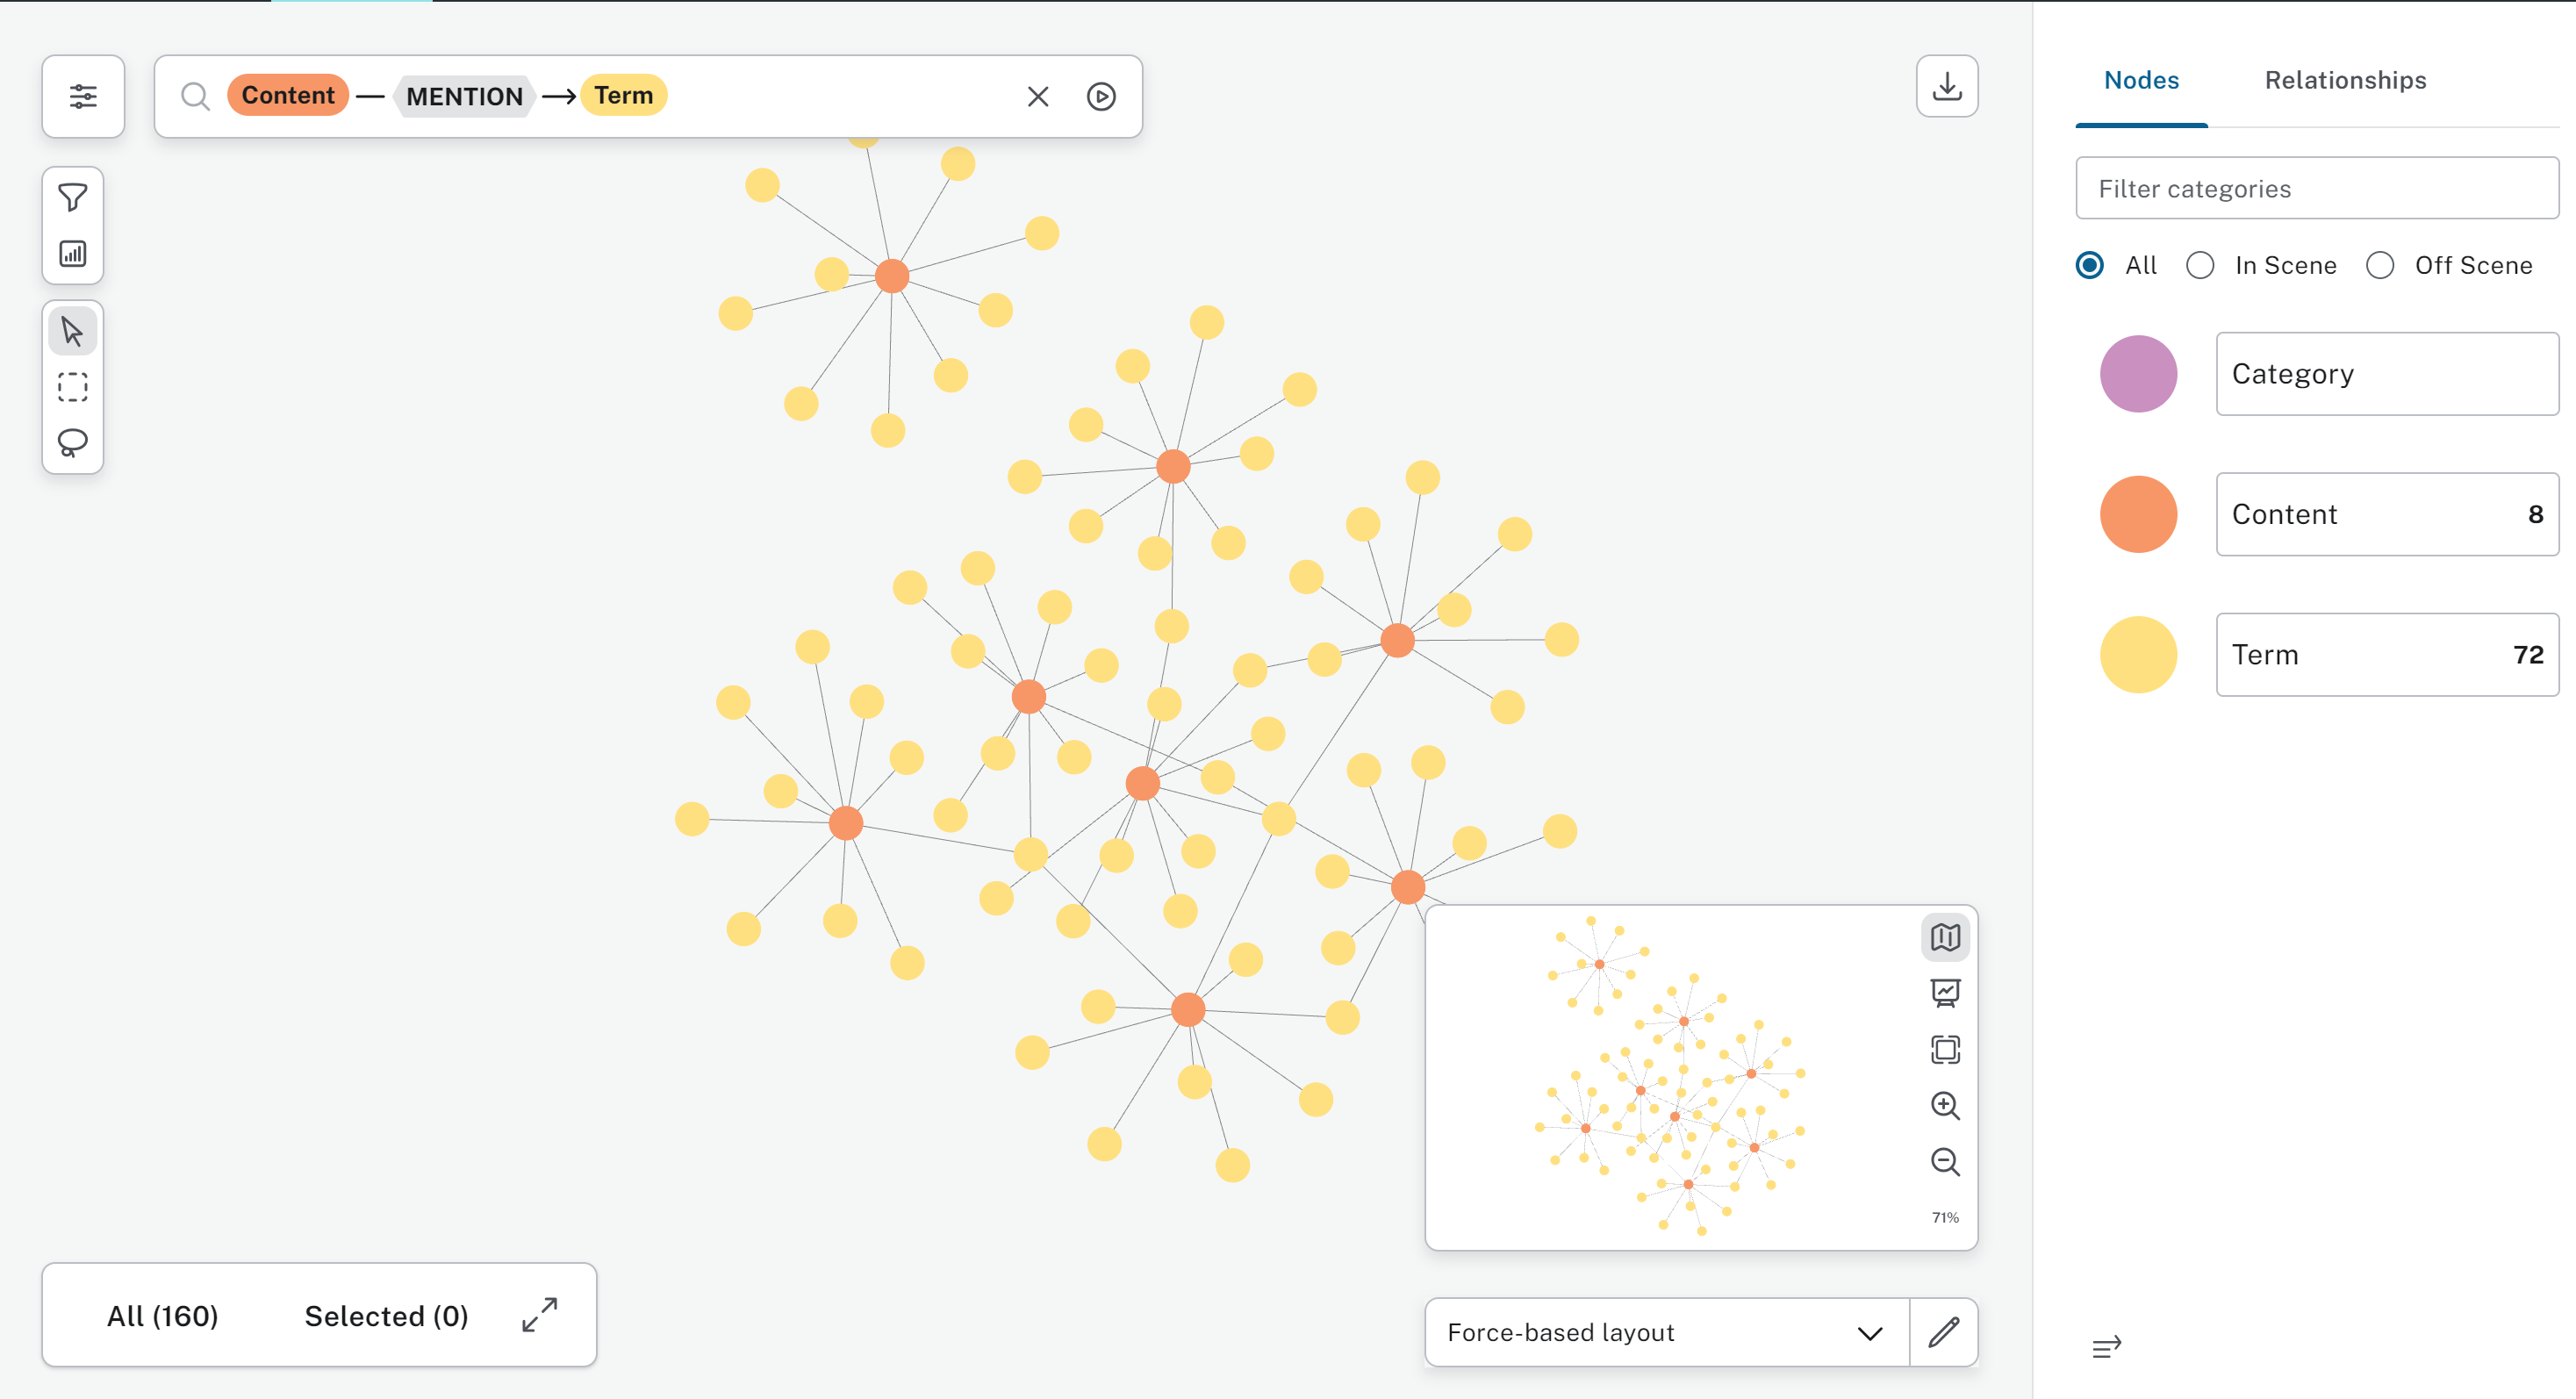 Content MENTION Term
Nodes Relationships
Filter categories
All In Scene Off Scene
Category
Content 8
Term 72
71%
All (160) Selected (0)
Force-based layout